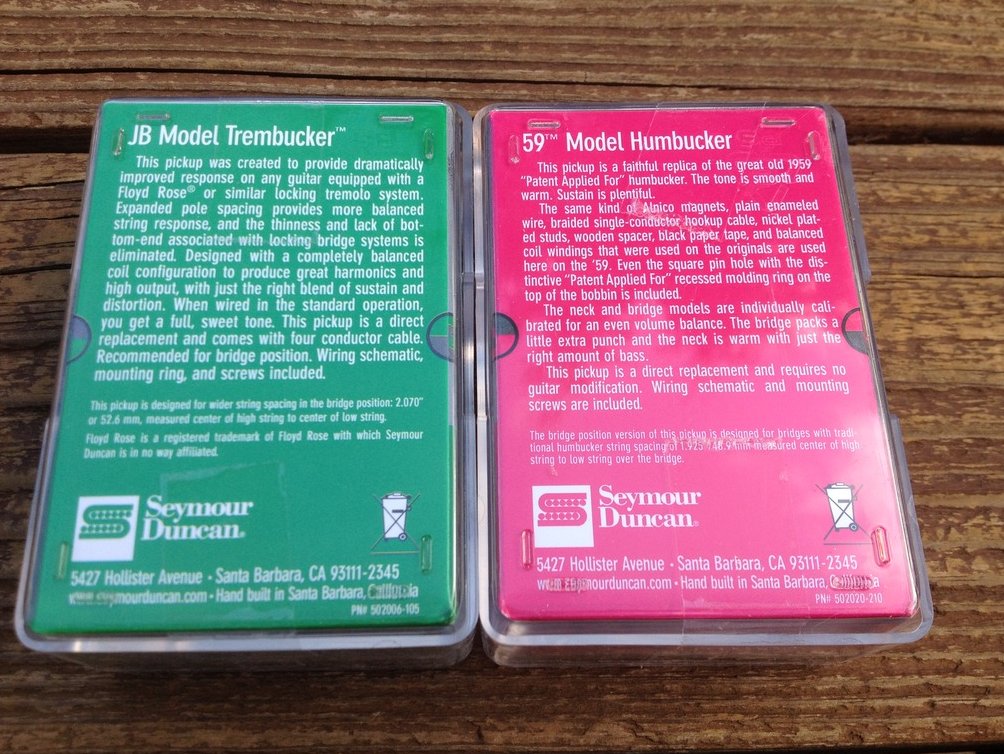 JB Model Trembucker™
This pickup was created to provide dramatically
improved response on any guitar equipped with a
Floyd Rose® or similar locking tremolo system.
Expanded pole spacing provides more balanced
string response, and the thinness and lack of bot-
tom-end associated with locking bridge systems is
eliminated. Designed with a completely balanced
coil configuration to produce great harmonics and
high output, with just the right blend of sustain and
distortion. When wired in the standard operation,
you get a full, sweet tone. This pickup is a direct
replacement and comes with four conductor cable.
Recommended for bridge position. Wiring schematic,
mounting ring, and screws included.
This pickup is designed for wider string spacing in the bridge position: 2.070"
or 52.6 mm, measured center of high string to center of low string.
Floyd Rose is a registered trademark of Floyd Rose with which Seymour
Duncan is in no way affiliated.
Seymour
Duncan®
5427 Hollister Avenue • Santa Barbara, CA 93111-2345
www.seymourduncan.com • Hand built in Santa Barbara, California
PN# 502006-105
59™ Model Humbucker
This pickup is a faithful replica of the great old 1959
"Patent Applied For" humbucker. The tone is smooth and
warm. Sustain is plentiful.
The same kind of Alnico magnets, plain enameled
wire, braided single-conductor hookup cable, nickel plat-
ed studs, wooden spacer, black paper tape, and balanced
coil windings that were used on the originals are used
here on the '59. Even the square pin hole with the dis-
tinctive "Patent Applied For" recessed molding ring on the
top of the bobbin is included.
The neck and bridge models are individually cali-
brated for an even volume balance. The bridge packs a
little extra punch and the neck is warm with just the
right amount of bass.
This pickup is a direct replacement and requires no
guitar modification. Wiring schematic and mounting
screws are included.
The bridge position version of this pickup is designed for bridges with tradi-
tional humbucker string spacing of 1.925"/48.9 mm measured center of high
string to low string over the bridge.
Seymour
Duncan®
5427 Hollister Avenue • Santa Barbara, CA 93111-2345
www.seymourduncan.com • Hand built in Santa Barbara, California
PN# 502020-210